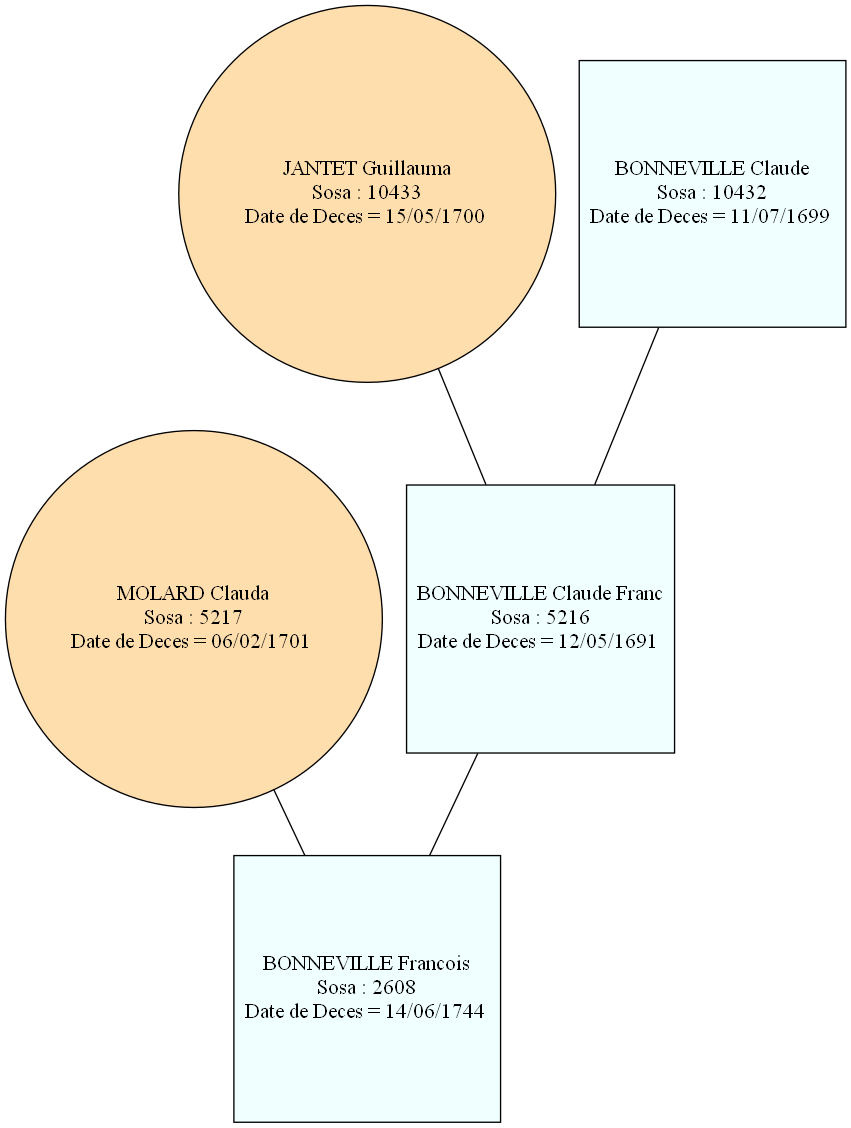 JANTET Guillauma
Sosa : 10433
Date de Deces = 15/05/1700
BONNEVILLE Claude
Sosa : 10432
Date de Deces = 11/07/1699
MOLARD Clauda
Sosa : 5217
Date de Deces = 06/02/1701
BONNEVILLE Claude Franc
Sosa : 5216
Date de Deces = 12/05/1691
BONNEVILLE Francois
Sosa : 2608
Date de Deces = 14/06/1744